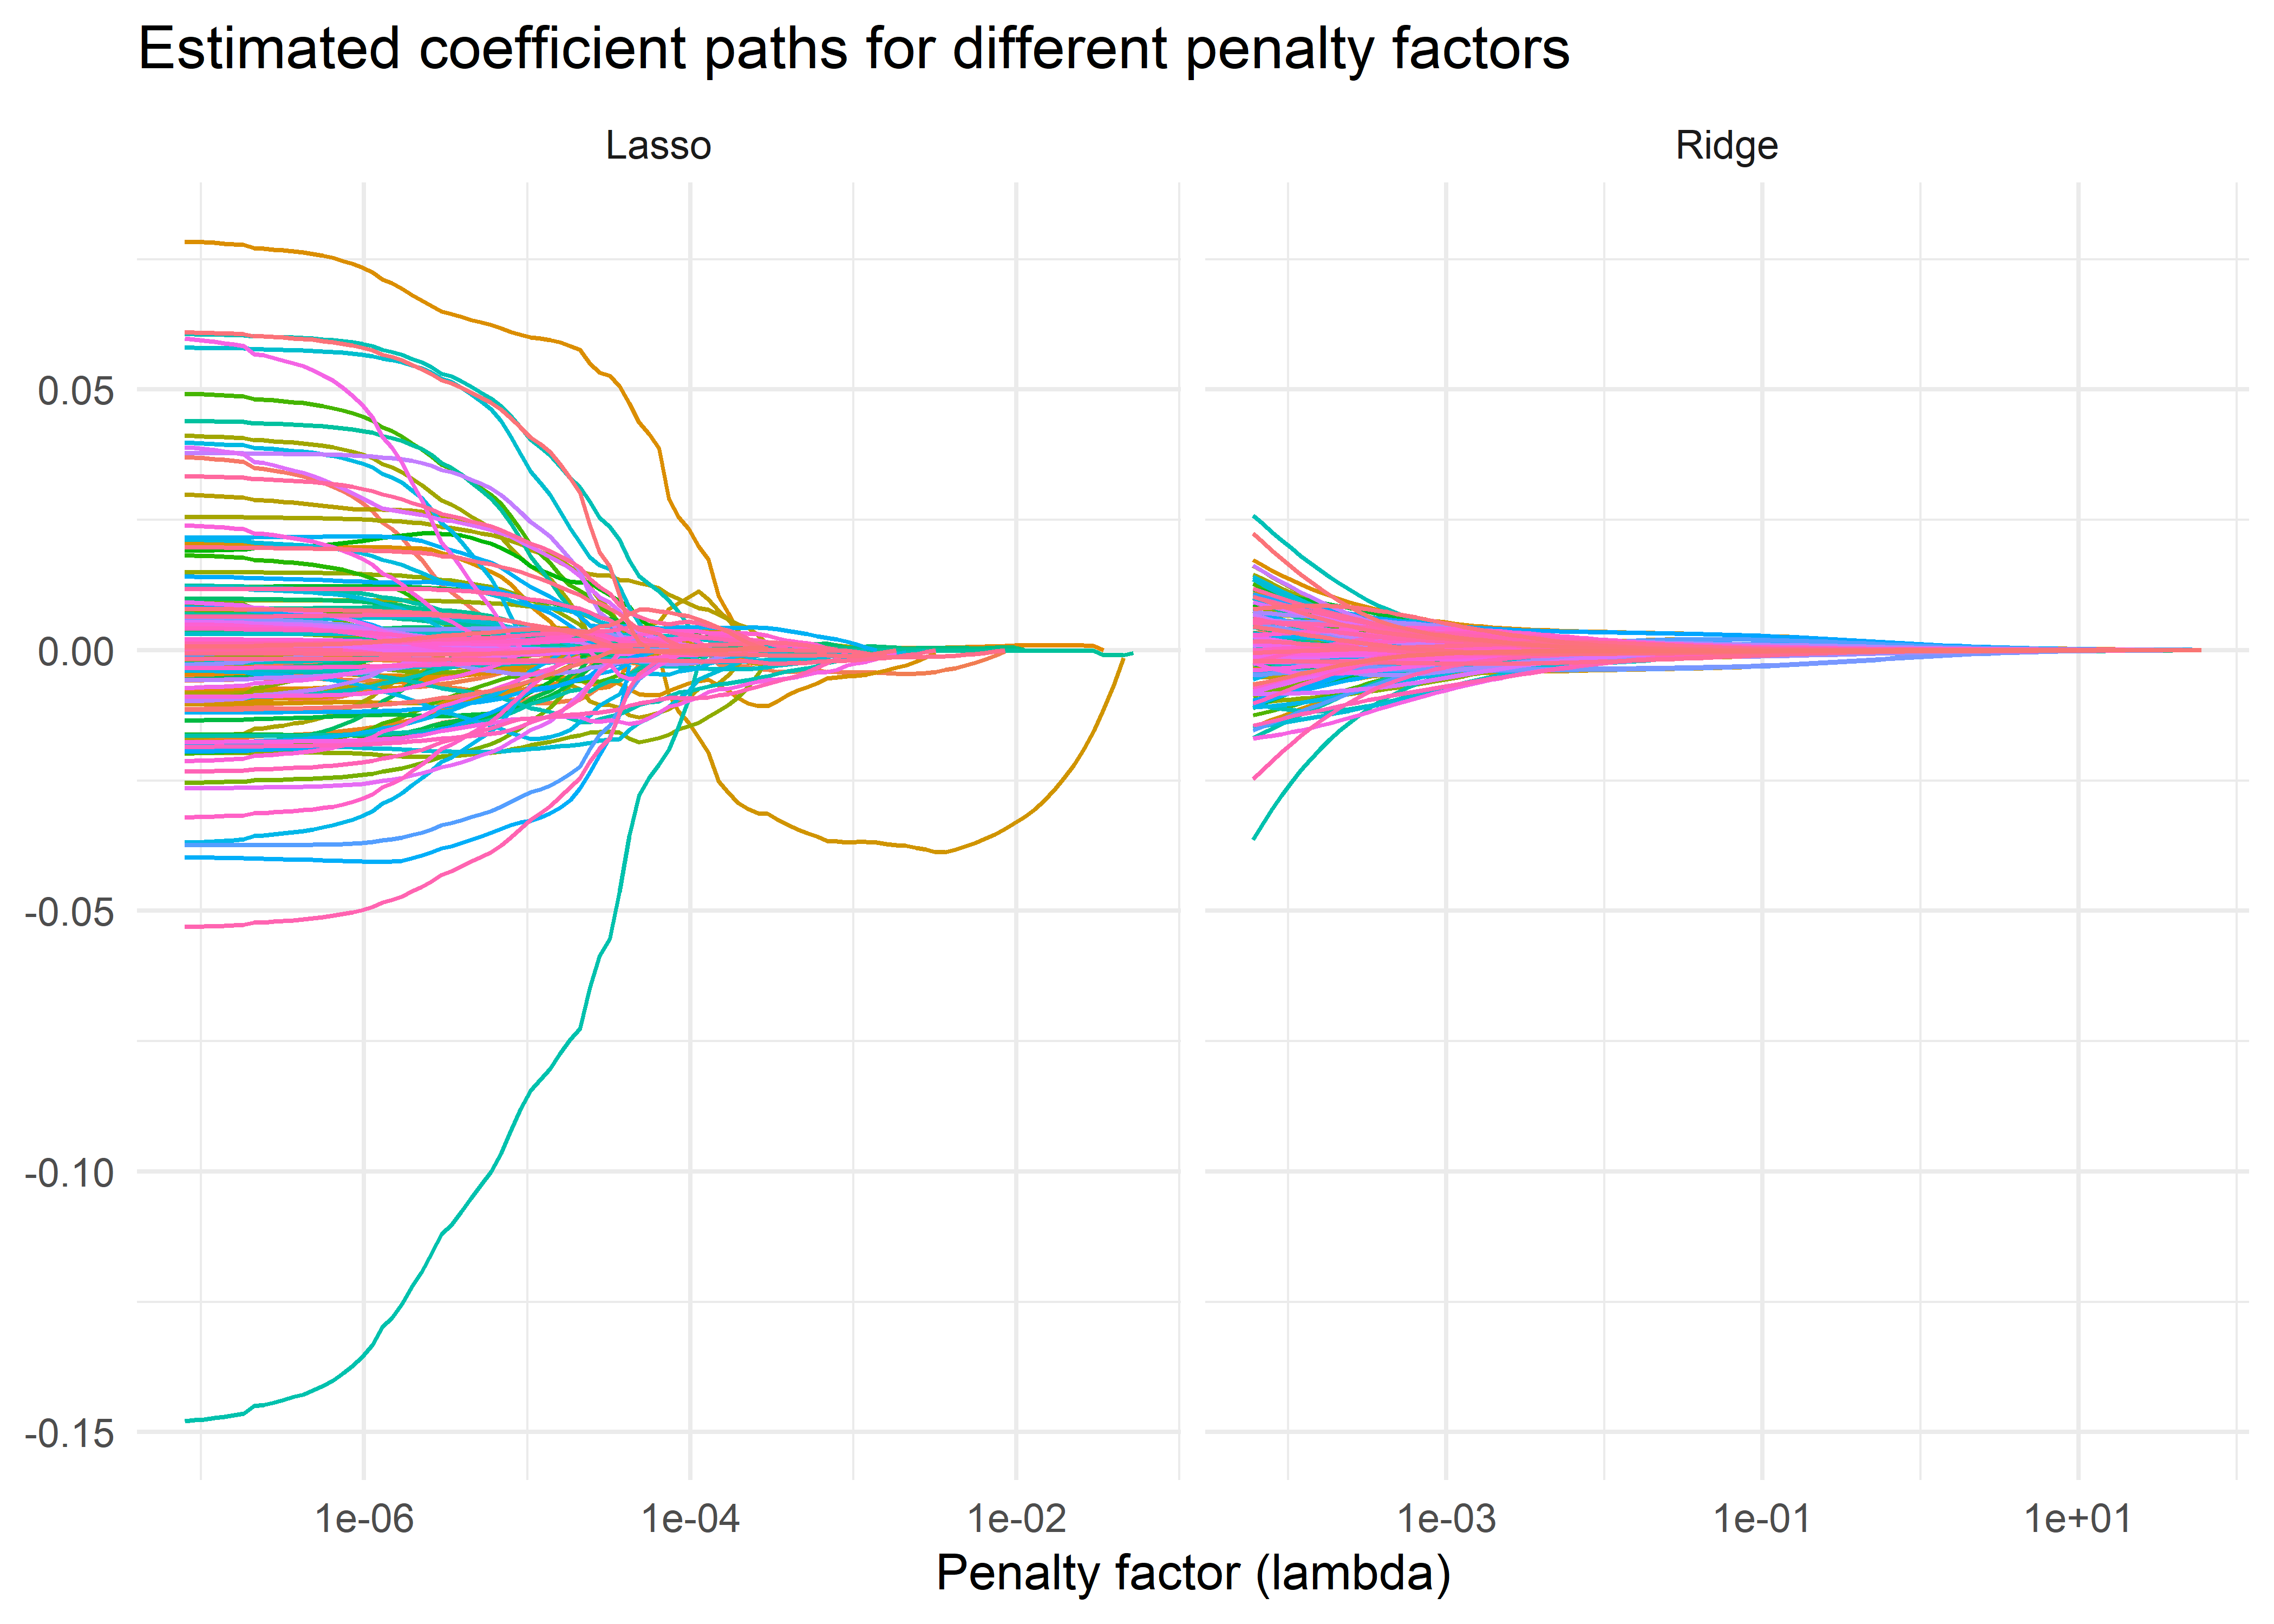 Estimated coefficient paths for different penalty factors
Lasso
Ridge
0.05
0.00
-0.05
-0.10
-0.15
1e-06
1e-04
1e-02
1e-03
1e-01
1e+01
Penalty factor (lambda)